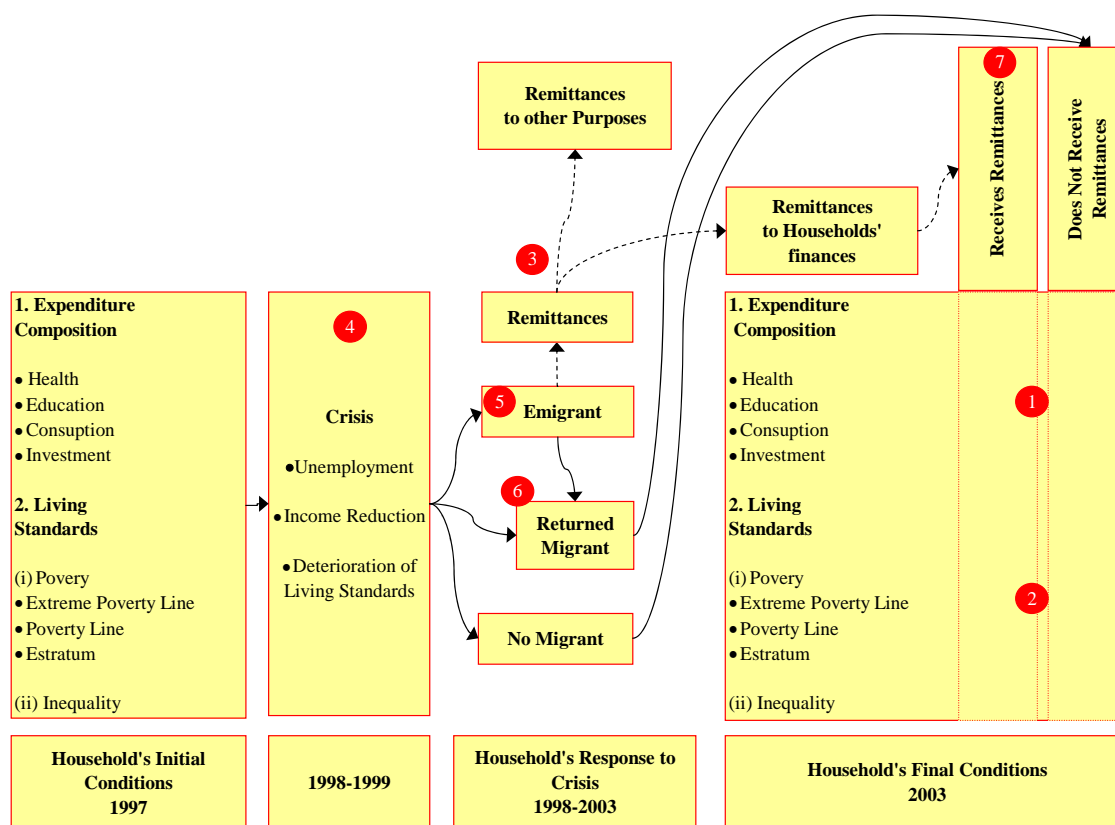 Remittances
to other Purposes
7
Receives Remittances
Does Not Receive
Remittances
Remittances
to Households'
finances
3
1. Expenditure
Composition
● Health
● Education
● Consuption
● Investment
2. Living
Standards
(i) Povery
● Extreme Poverty Line
● Poverty Line
● Estratum
(ii) Inequality
4
Crisis
●Unemployment
●Income Reduction
● Deterioration of
Living Standards
Remittances
5
Emigrant
6
Returned
Migrant
No Migrant
1. Expenditure
Composition
● Health
● Education
● Consuption
● Investment
1
2. Living
Standards
(i) Povery
● Extreme Poverty Line
● Poverty Line
● Estratum
2
(ii) Inequality
Household's Initial
Conditions
1997
1998-1999
Household's Response to
Crisis
1998-2003
Household's Final Conditions
2003